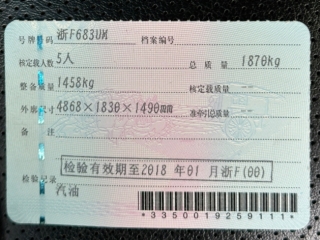 号牌号码 浙F683UM 档案编号
核定载人数 5人 总质量 1870kg
整备质量 1458kg 核定载质量 --
外廓尺寸 4868×1830×1490mm 准牵引总质量 --
备注
检验有效期至2018年01月浙F(00)
检验记录
汽油
*3350019259111*